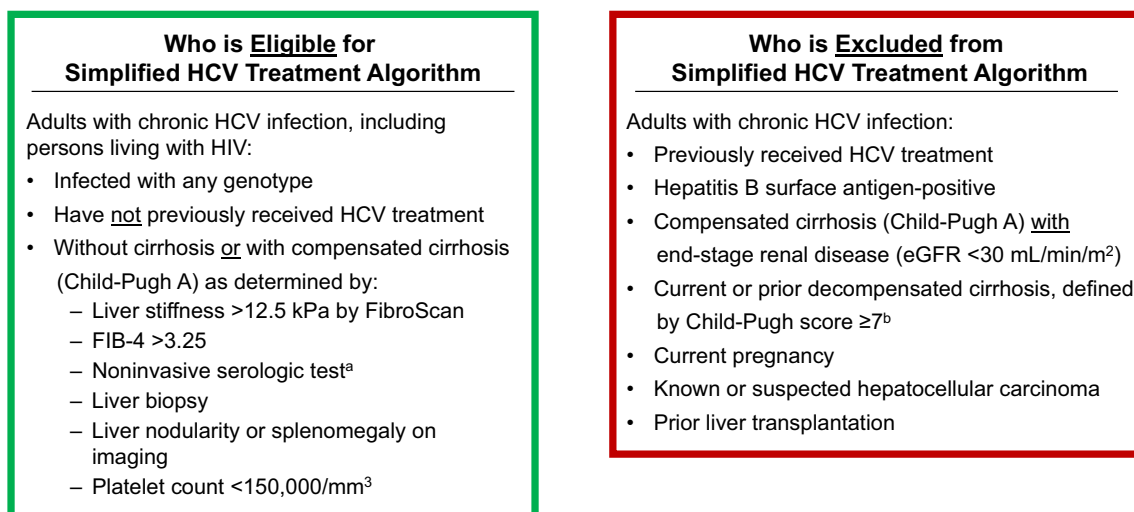 Who is Eligible for
Simplified HCV Treatment Algorithm
Adults with chronic HCV infection, including
persons living with HIV:
• Infected with any genotype
• Have not previously received HCV treatment
• Without cirrhosis or with compensated cirrhosis
(Child-Pugh A) as determined by:
– Liver stiffness >12.5 kPa by FibroScan
– FIB-4 >3.25
– Noninvasive serologic testᵃ
– Liver biopsy
– Liver nodularity or splenomegaly on
imaging
– Platelet count <150,000/mm³
Who is Excluded from
Simplified HCV Treatment Algorithm
Adults with chronic HCV infection:
• Previously received HCV treatment
• Hepatitis B surface antigen-positive
• Compensated cirrhosis (Child-Pugh A) with
end-stage renal disease (eGFR <30 mL/min/m²)
• Current or prior decompensated cirrhosis, defined
by Child-Pugh score ≥7ᵇ
• Current pregnancy
• Known or suspected hepatocellular carcinoma
• Prior liver transplantation